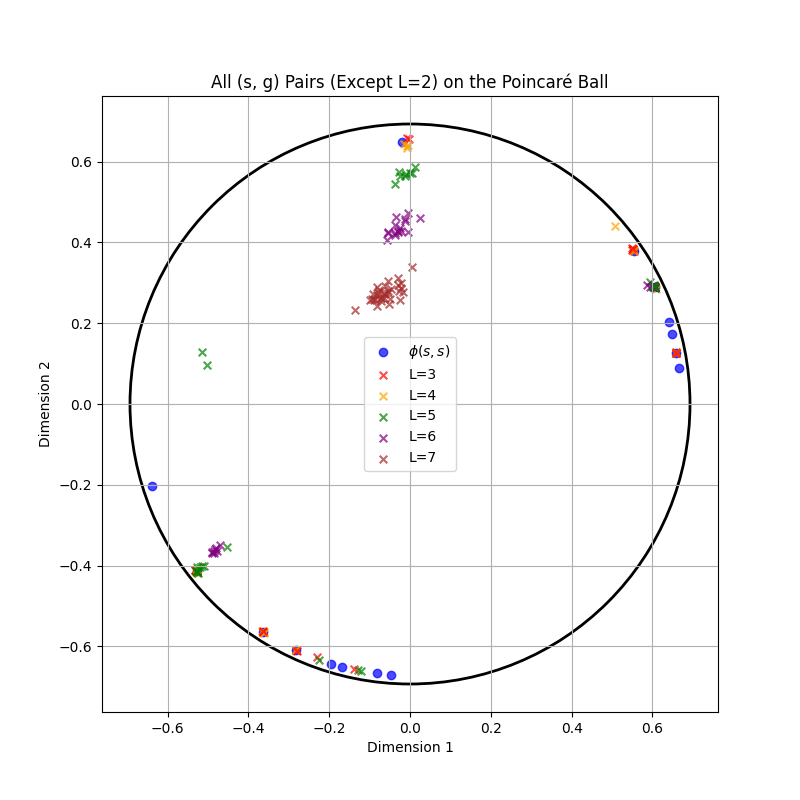 All (s, g) Pairs (Except L=2) on the Poincaré Ball
0.6
0.4
0.2
0.0
−0.2
−0.4
−0.6
Dimension 2
ϕ(s, s)
L=3
L=4
L=5
L=6
L=7
−0.6 −0.4 −0.2 0.0 0.2 0.4 0.6
Dimension 1